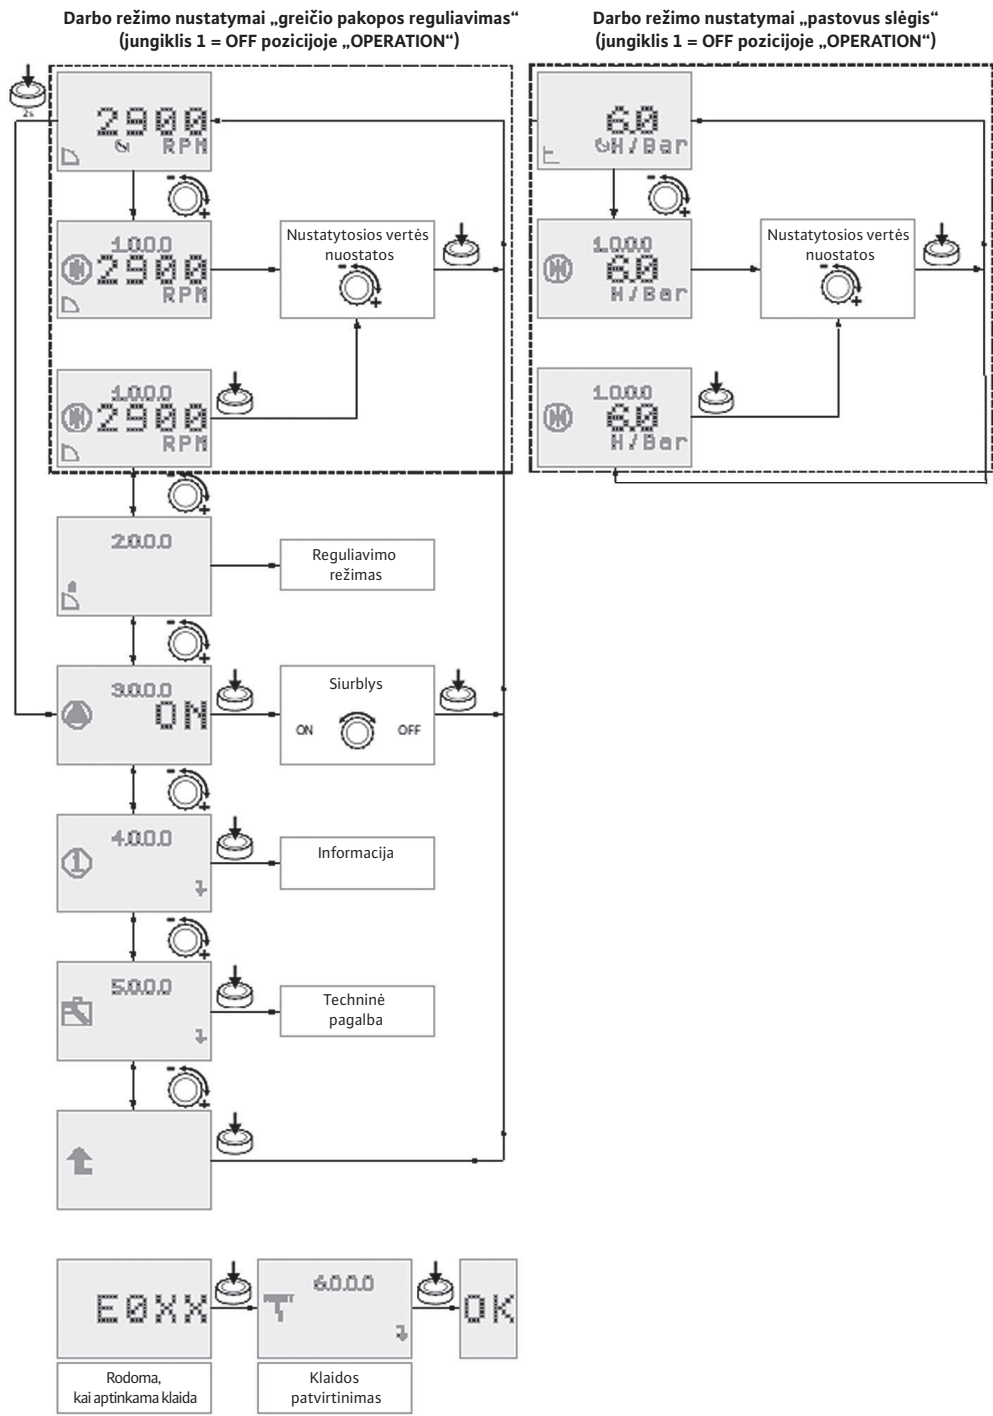 Darbo režimo nustatymai „greičio pakopos reguliavimas“
(jungiklis 1 = OFF pozicijoje „OPERATION“)
Darbo režimo nustatymai „pastovus slėgis“
(jungiklis 1 = OFF pozicijoje „OPERATION“)
2s
2900
RPM
6.0
H/Bar
- +
- +
1.0.0.0
2900
RPM
Nustatytosios vertės
nuostatos
- +
1.0.0.0
6.0
H/Bar
Nustatytosios vertės
nuostatos
- +
1.0.0.0
2900
RPM
1.0.0.0
6.0
H/Bar
- +
2.0.0.0
Reguliavimo
režimas
- +
3.0.0.0
ON
Siurblys
ON OFF
- +
4.0.0.0
1
Informacija
- +
5.0.0.0
Techninė
pagalba
- +
E0XX
6.0.0.0
RESET
OK
Rodoma,
kai aptinkama klaida
Klaidos
patvirtinimas